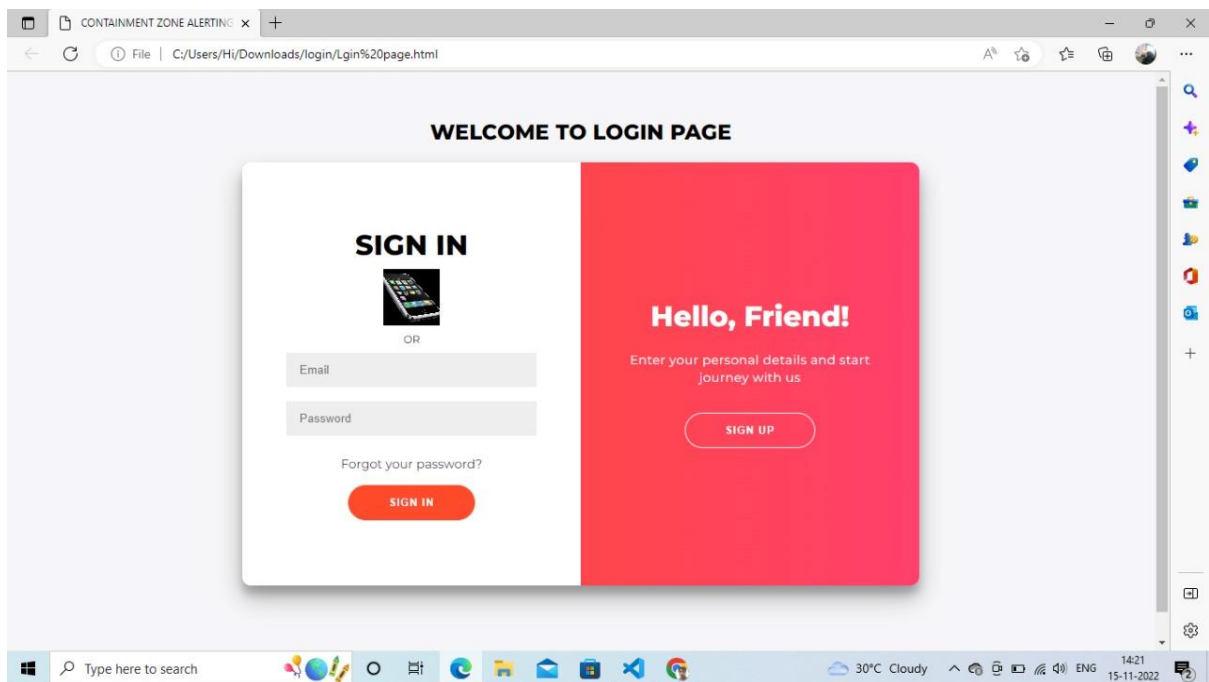 CONTAINMENT ZONE ALERTING
File | C:/Users/Hi/Downloads/login/Lgin%20page.html
WELCOME TO LOGIN PAGE
SIGN IN
OR
Email
Password
Forgot your password?
SIGN IN
Hello, Friend!
Enter your personal details and start
journey with us
SIGN UP
Type here to search
30°C Cloudy
ENG
14:21
15-11-2022
2